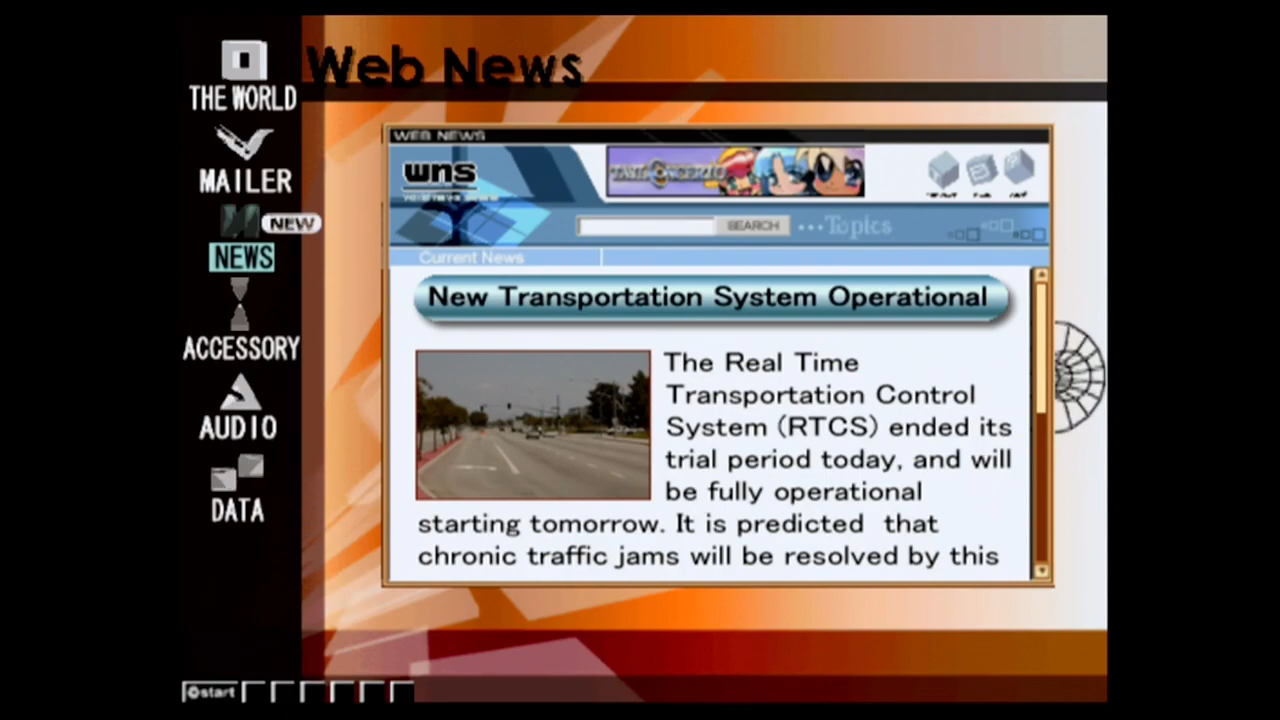 Web News
THE WORLD
MAILER
NEW
NEWS
ACCESSORY
AUDIO
DATA
start
WEB NEWS
wns
SEARCH
Topics
Current News
New Transportation System Operational
The Real Time
Transportation Control
System (RTCS) ended its
trial period today, and will
be fully operational
starting tomorrow. It is predicted that
chronic traffic jams will be resolved by this